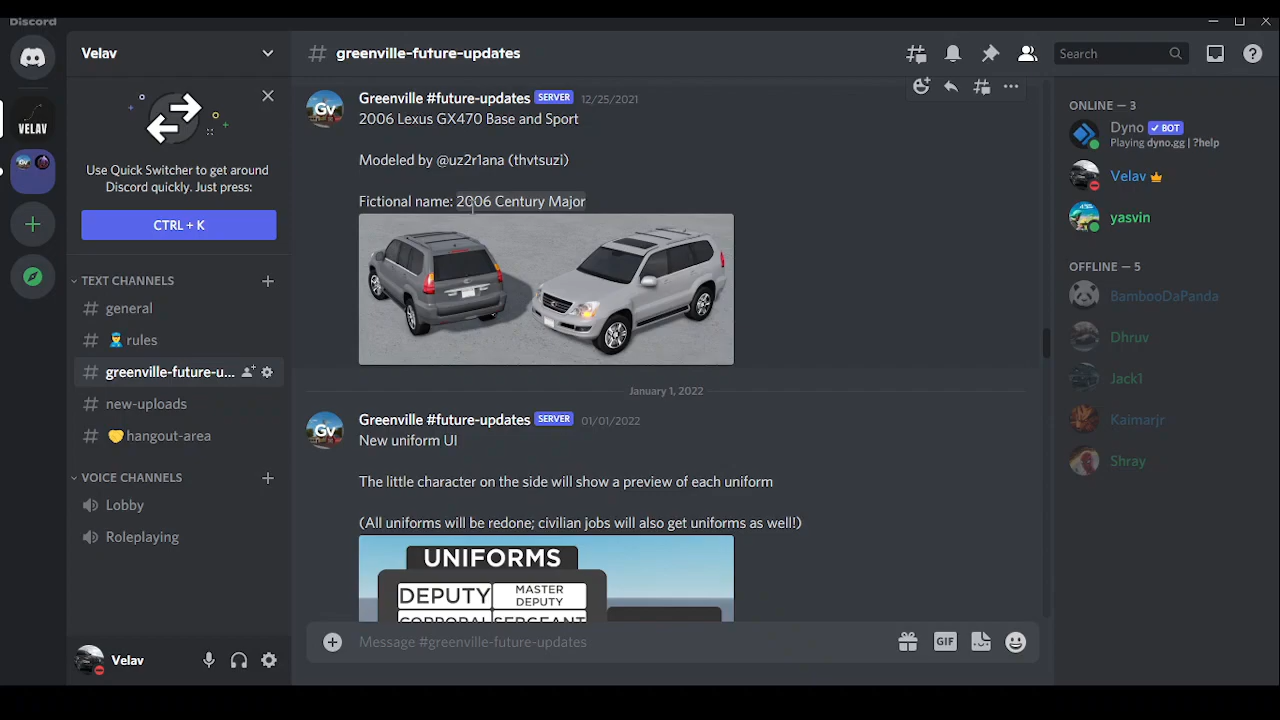 Discord
Velav
# greenville-future-updates
Search
VELAV
Use Quick Switcher to get around
Discord quickly. Just press:
CTRL + K
TEXT CHANNELS
# general
# rules
# greenville-future-u...
# new-uploads
# hangout-area
VOICE CHANNELS
Lobby
Roleplaying
Velav
Gv
Greenville #future-updates SERVER 12/25/2021
2006 Lexus GX470 Base and Sport
Modeled by @uz2r1ana (thvtsuzi)
Fictional name: 2006 Century Major
January 1, 2022
Gv
Greenville #future-updates SERVER 01/01/2022
New uniform UI
The little character on the side will show a preview of each uniform
(All uniforms will be redone; civilian jobs will also get uniforms as well!)
UNIFORMS
DEPUTY
MASTER
DEPUTY
CORPORAL
SERGEANT
Message #greenville-future-updates
GIF
ONLINE — 3
Dyno BOT
Playing dyno.gg | ?help
Velav
yasvin
OFFLINE — 5
BambooDaPanda
Dhruv
Jack1
Kaimarjr
Shray